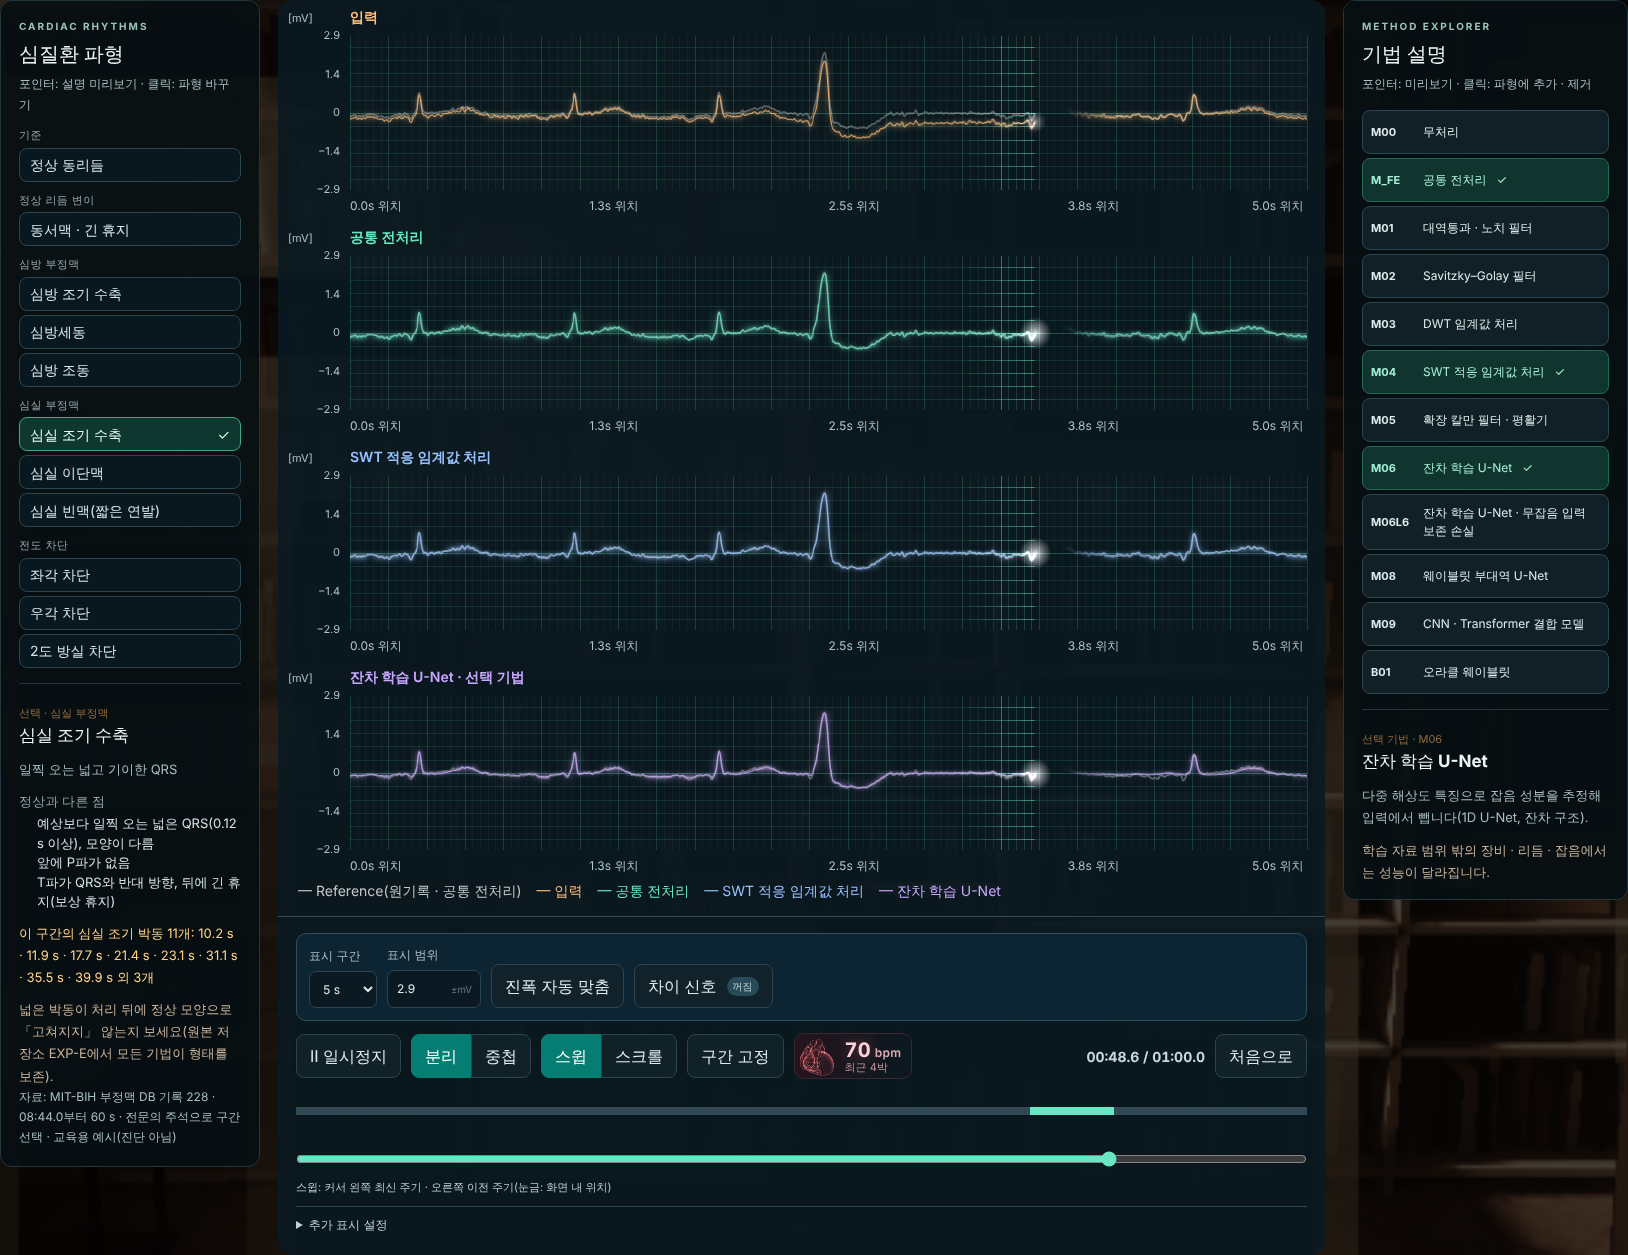 CARDIAC RHYTHMS
심질환 파형
포인터: 설명 미리보기 · 클릭: 파형 바꾸
기
기준
정상 동리듬
정상 리듬 변이
동서맥 · 긴 휴지
심방 부정맥
심방 조기 수축
심방세동
심방 조동
심실 부정맥
심실 조기 수축 ✓
심실 이단맥
심실 빈맥(짧은 연발)
전도 차단
좌각 차단
우각 차단
2도 방실 차단
선택 · 심실 부정맥
심실 조기 수축
일찍 오는 넓고 기이한 QRS
정상과 다른 점
예상보다 일찍 오는 넓은 QRS(0.12
s 이상), 모양이 다름
앞에 P파가 없음
T파가 QRS와 반대 방향, 뒤에 긴 휴
지(보상 휴지)
이 구간의 심실 조기 박동 11개: 10.2 s
· 11.9 s · 17.7 s · 21.4 s · 23.1 s · 31.1 s
· 35.5 s · 39.9 s 외 3개
넓은 박동이 처리 뒤에 정상 모양으로
「고쳐지지」 않는지 보세요(원본 저
장소 EXP-E에서 모든 기법이 형태를
보존).
자료: MIT-BIH 부정맥 DB 기록 228 ·
08:44.0부터 60 s · 전문의 주석으로 구간
선택 · 교육용 예시(진단 아님)
[mV] 입력
2.9
1.4
0
−1.4
−2.9
0.0s 위치 1.3s 위치 2.5s 위치 3.8s 위치 5.0s 위치
[mV] 공통 전처리
2.9
1.4
0
−1.4
−2.9
0.0s 위치 1.3s 위치 2.5s 위치 3.8s 위치 5.0s 위치
[mV] SWT 적응 임계값 처리
2.9
1.4
0
−1.4
−2.9
0.0s 위치 1.3s 위치 2.5s 위치 3.8s 위치 5.0s 위치
[mV] 잔차 학습 U-Net · 선택 기법
2.9
1.4
0
−1.4
−2.9
0.0s 위치 1.3s 위치 2.5s 위치 3.8s 위치 5.0s 위치
— Reference(원기록 · 공통 전처리) — 입력 — 공통 전처리 — SWT 적응 임계값 처리 — 잔차 학습 U-Net
표시 구간 표시 범위
5 s 2.9 ±mV 진폭 자동 맞춤 차이 신호 꺼짐
II 일시정지 분리 중첩 스윕 스크롤 구간 고정 70 bpm 00:48.6 / 01:00.0 처음으로
최근 4박
스윕: 커서 왼쪽 최신 주기 · 오른쪽 이전 주기(눈금: 화면 내 위치)
▶ 추가 표시 설정
METHOD EXPLORER
기법 설명
포인터: 미리보기 · 클릭: 파형에 추가 · 제거
M00 무처리
M_FE 공통 전처리 ✓
M01 대역통과 · 노치 필터
M02 Savitzky–Golay 필터
M03 DWT 임계값 처리
M04 SWT 적응 임계값 처리 ✓
M05 확장 칼만 필터 · 평활기
M06 잔차 학습 U-Net ✓
M06L6 잔차 학습 U-Net · 무잡음 입력
보존 손실
M08 웨이블릿 부대역 U-Net
M09 CNN · Transformer 결합 모델
B01 오라클 웨이블릿
선택 기법 · M06
잔차 학습 U-Net
다중 해상도 특징으로 잡음 성분을 추정해
입력에서 뺍니다(1D U-Net, 잔차 구조).
학습 자료 범위 밖의 장비 · 리듬 · 잡음에서
는 성능이 달라집니다.